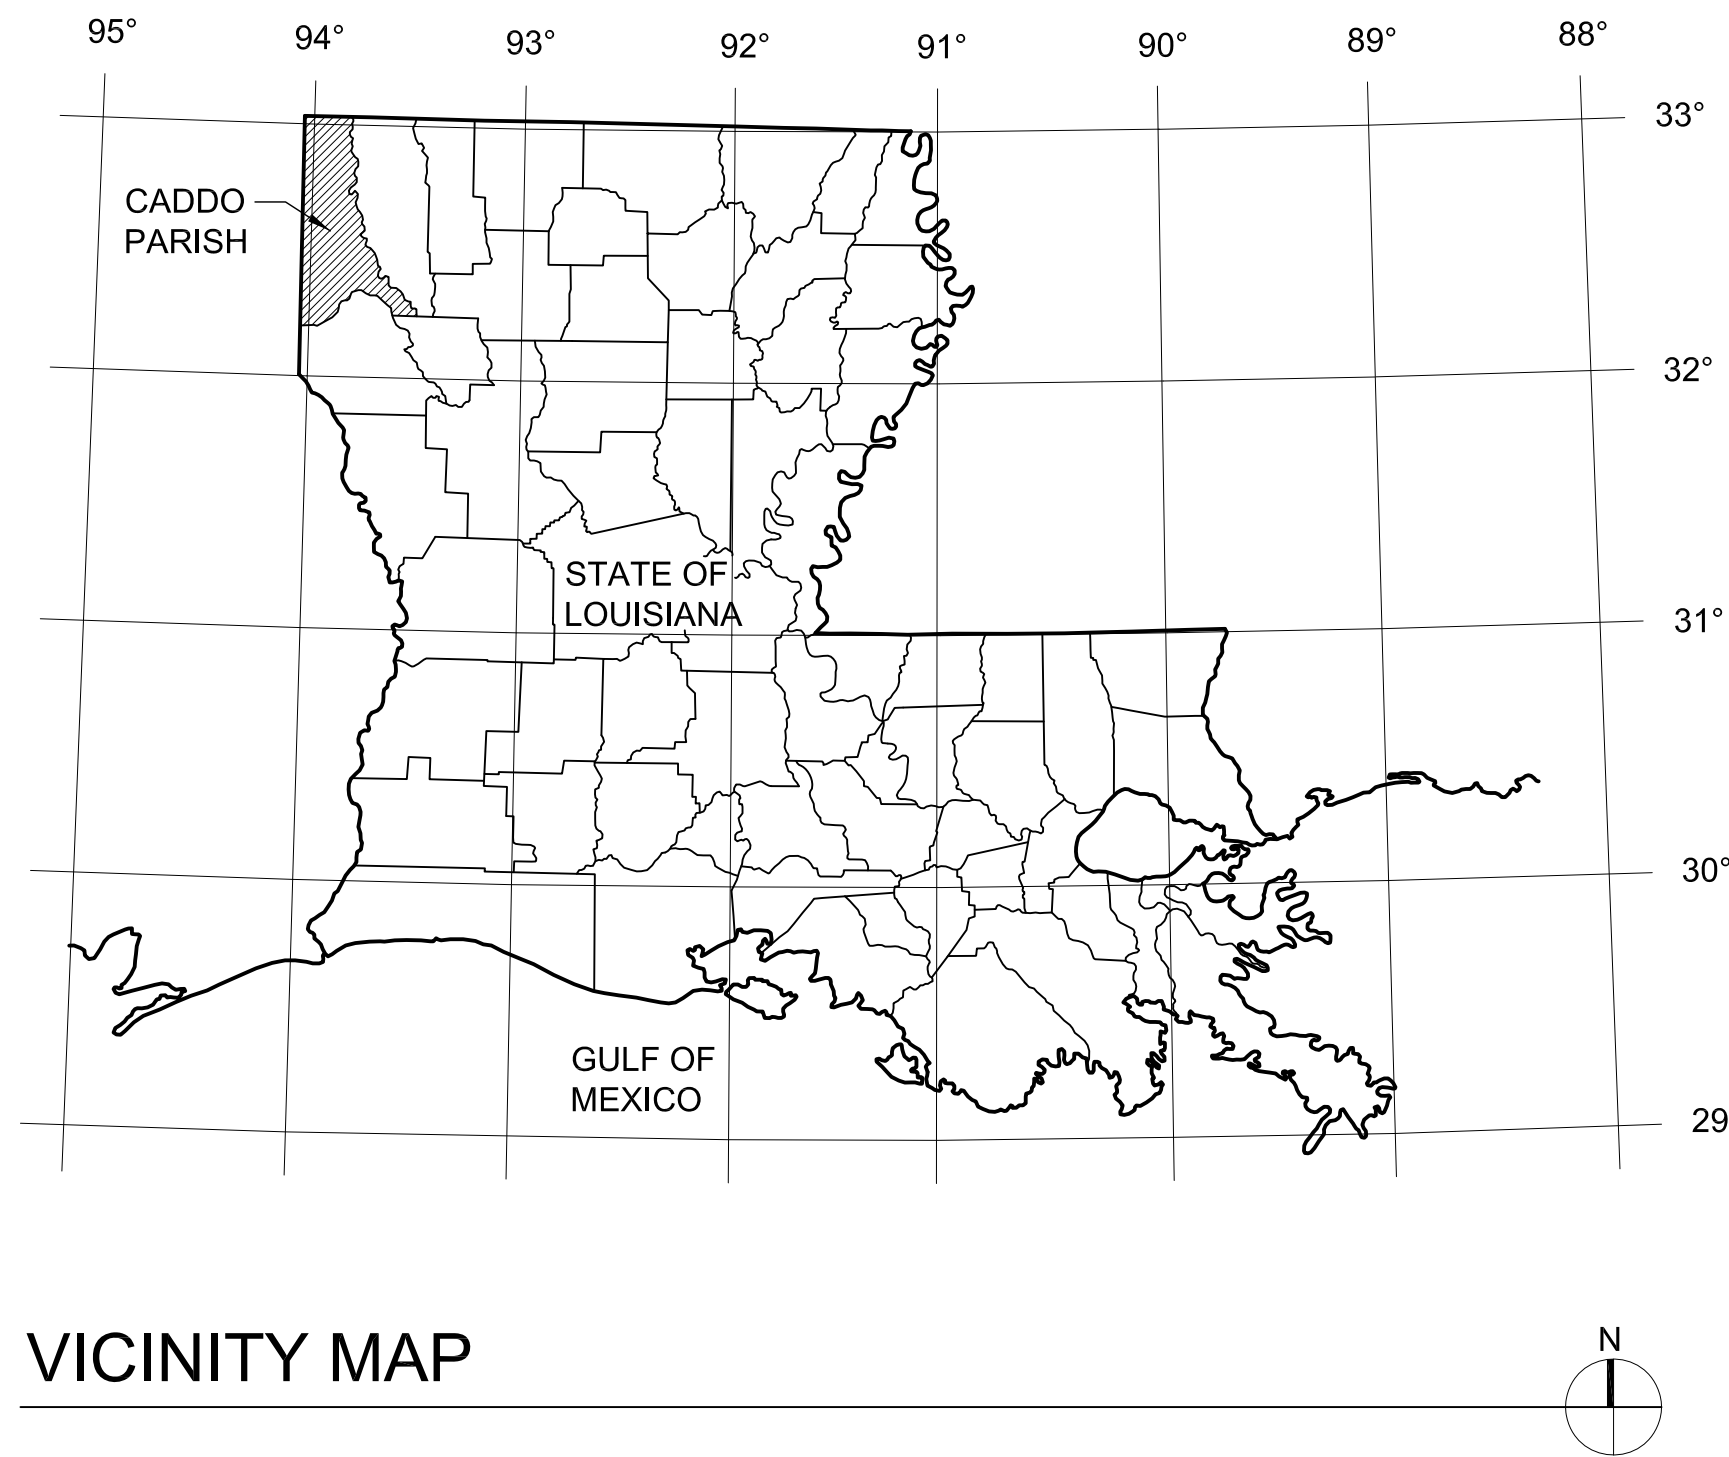 95° 94° 93° 92° 91° 90° 89° 88°
33°
CADDO
PARISH
32°
STATE OF
LOUISIANA
31°
30°
GULF OF
MEXICO
29
VICINITY MAP
N